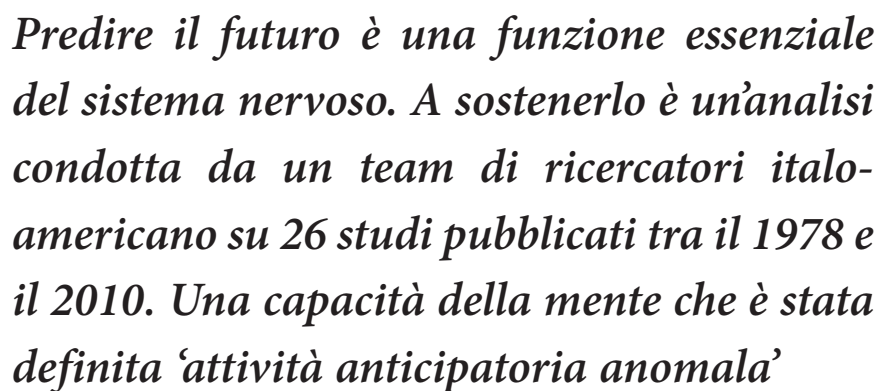 Predire il futuro è una funzione essenziale
del sistema nervoso. A sostenerlo è un'analisi
condotta da un team di ricercatori italo-
americano su 26 studi pubblicati tra il 1978 e
il 2010. Una capacità della mente che è stata
definita ‘attività anticipatoria anomala’